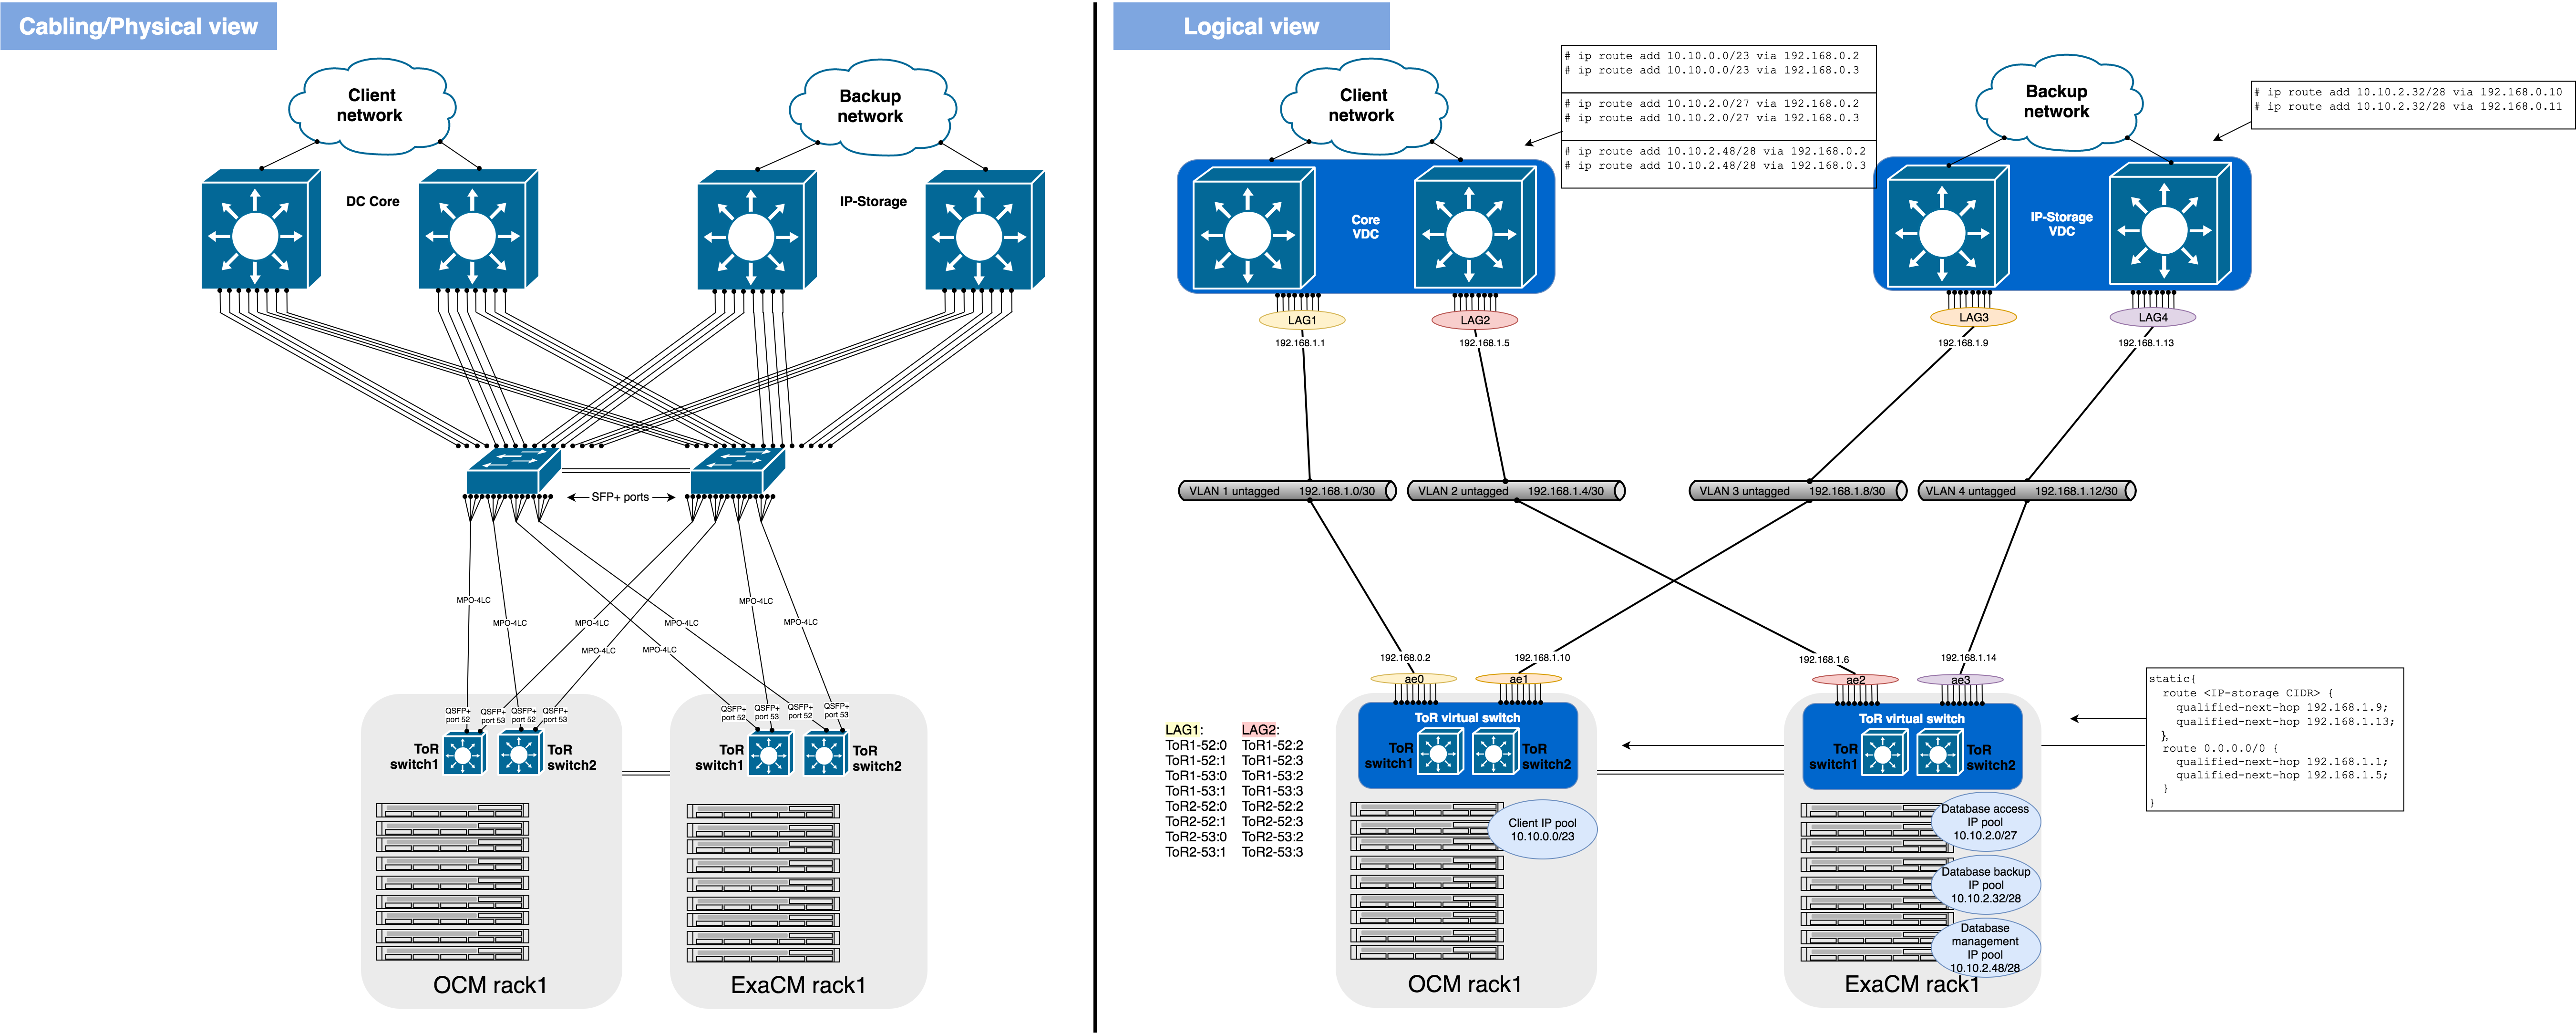 Cabling/Physical view
Client
network
Backup
network
DC Core
IP-Storage
SFP+ ports
MPO-4LC
MPO-4LC
MPO-4LC
MPO-4LC
MPO-4LC
MPO-4LC
MPO-4LC
MPO-4LC
QSFP+
port 52
QSFP+
port 53
QSFP+
port 52
QSFP+
port 53
QSFP+
port 52
QSFP+
port 53
QSFP+
port 52
QSFP+
port 53
ToR
switch1
ToR
switch2
ToR
switch1
ToR
switch2
OCM rack1
ExaCM rack1
Logical view
Client
network
# ip route add 10.10.0.0/23 via 192.168.0.2
# ip route add 10.10.0.0/23 via 192.168.0.3
# ip route add 10.10.2.0/27 via 192.168.0.2
# ip route add 10.10.2.0/27 via 192.168.0.3
# ip route add 10.10.2.48/28 via 192.168.0.2
# ip route add 10.10.2.48/28 via 192.168.0.3
Backup
network
# ip route add 10.10.2.32/28 via 192.168.0.10
# ip route add 10.10.2.32/28 via 192.168.0.11
Core
VDC
IP-Storage
VDC
LAG1
LAG2
LAG3
LAG4
192.168.1.1
192.168.1.5
192.168.1.9
192.168.1.13
VLAN 1 untagged 192.168.1.0/30
VLAN 2 untagged 192.168.1.4/30
VLAN 3 untagged 192.168.1.8/30
VLAN 4 untagged 192.168.1.12/30
192.168.0.2
192.168.1.10
192.168.1.6
192.168.1.14
ae0
ae1
ae2
ae3
LAG1:
ToR1-52:0
ToR1-52:1
ToR1-53:0
ToR1-53:1
ToR2-52:0
ToR2-52:1
ToR2-53:0
ToR2-53:1
LAG2:
ToR1-52:2
ToR1-52:3
ToR1-53:2
ToR1-53:3
ToR2-52:2
ToR2-52:3
ToR2-53:2
ToR2-53:3
ToR virtual switch
ToR
switch1
ToR
switch2
Client IP pool
10.10.0.0/23
OCM rack1
ToR virtual switch
ToR
switch1
ToR
switch2
Database access
IP pool
10.10.2.0/27
Database backup
IP pool
10.10.2.32/28
Database
management
IP pool
10.10.2.48/28
ExaCM rack1
static{
route <IP-storage CIDR> {
qualified-next-hop 192.168.1.9;
qualified-next-hop 192.168.1.13;
},
route 0.0.0.0/0 {
qualified-next-hop 192.168.1.1;
qualified-next-hop 192.168.1.5;
}
}